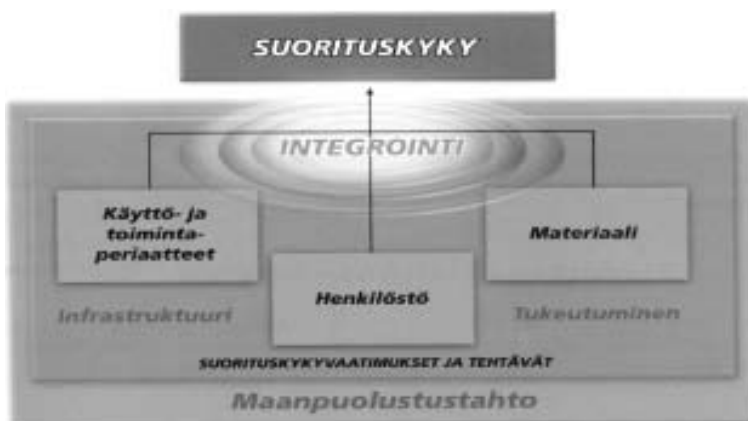 SUORITUSKYKY
INTEGROINTI
Käyttö- ja
toiminta-
periaatteet
Materiaali
Henkilöstö
Infrastruktuuri
Tukeutuminen
SUORITUSKYKYVAATIMUKSET JA TEHTÄVÄT
Maanpuolustustahto